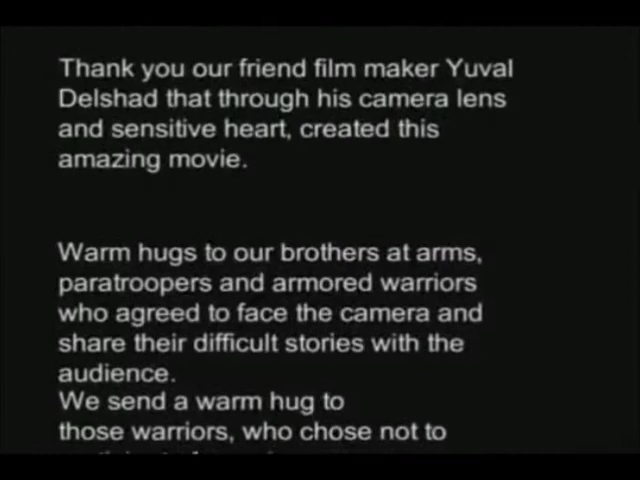 Thank you our friend film maker Yuval
Delshad that through his camera lens
and sensitive heart, created this
amazing movie.
Warm hugs to our brothers at arms,
paratroopers and armored warriors
who agreed to face the camera and
share their difficult stories with the
audience.
We send a warm hug to
those warriors, who chose not to